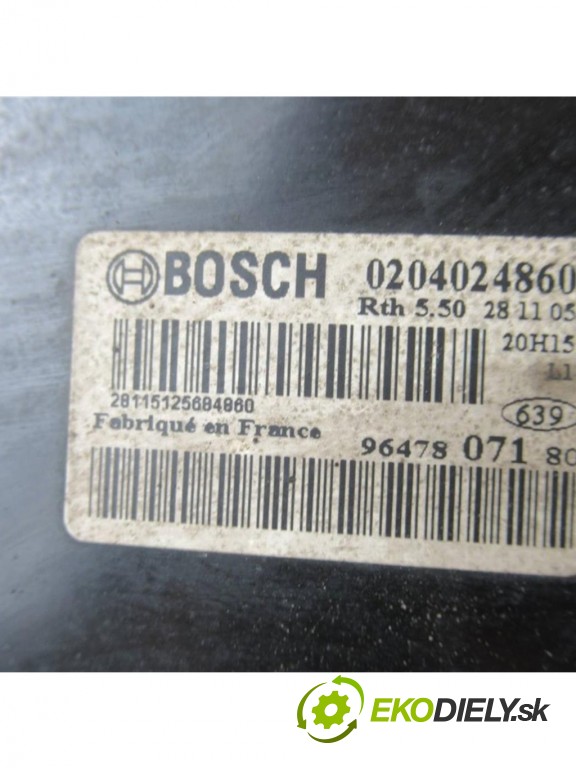 BOSCH 0204024860
Rth 5.50 28 11 05
20H15
L1
28115125684860
639
Fabriqué en France
96478 071 80
EKODIELY.sk